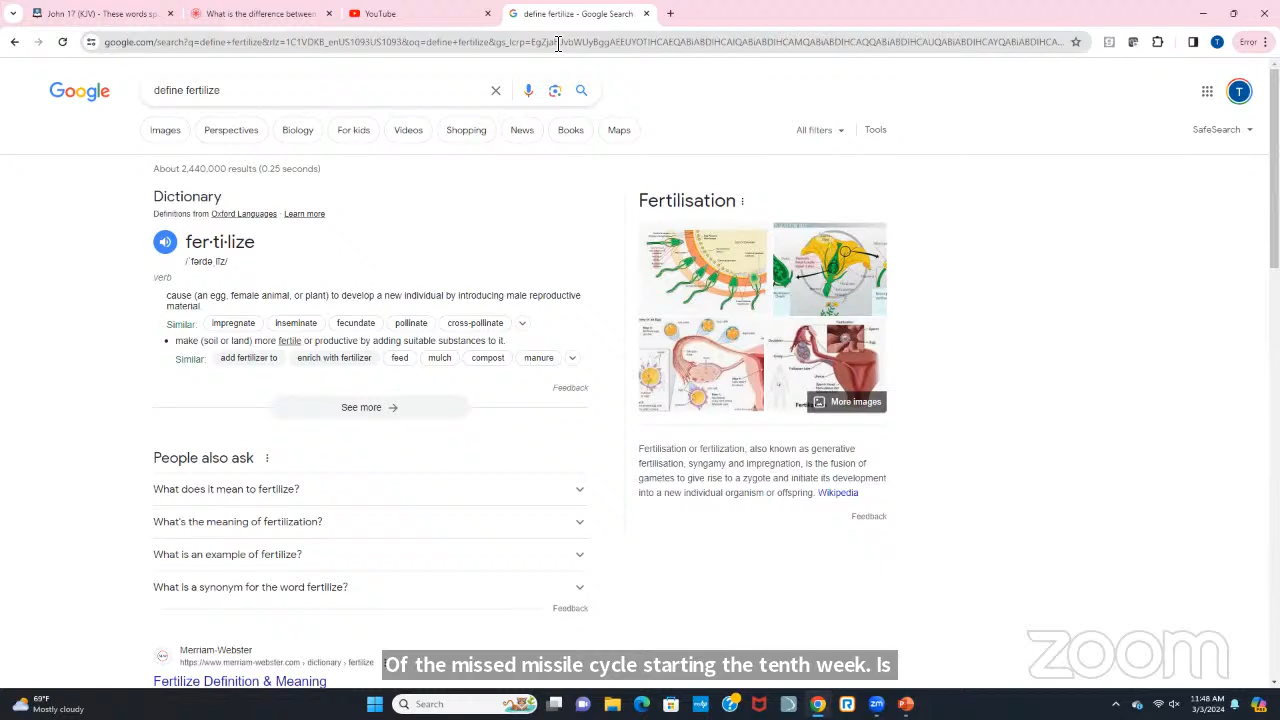 John 17 (KJV) - These words sp
What is the difference between
YouTube
define fertilize - Google Search
Error
Google
define fertilize
T
Images
Perspectives
Biology
For kids
Videos
Shopping
News
Books
Maps
All filters
Tools
SafeSearch
About 2,440,000 results (0.25 seconds)
Dictionary
Definitions from Oxford Languages · Learn more
fer·ti·lize
/ˈfərdəˌlīz/
verb
cause (an egg, female animal, or plant) to develop a new individual by introducing male reproductive
material.
Similar: impregnate inseminate fecundate pollinate cross-pollinate
• make (soil or land) more fertile or productive by adding suitable substances to it.
Similar: add fertilizer to enrich with fertilizer feed mulch compost manure
Feedback
See more →
People also ask
What does it mean to fertilize?
What's the meaning of fertilization?
What is an example of fertilize?
What is a synonym for the word fertilize?
Feedback
Merriam-Webster
https://www.merriam-webster.com › dictionary › fertilize
Fertilize Definition & Meaning
Fertilisation
More images
Fertilisation or fertilization, also known as generative
fertilisation, syngamy and impregnation, is the fusion of
gametes to give rise to a zygote and initiate its development
into a new individual organism or offspring. Wikipedia
Feedback
Of the missed missile cycle starting the tenth week. Is
zoom
69°F
Mostly cloudy
Search
11:48 AM
3/3/2024